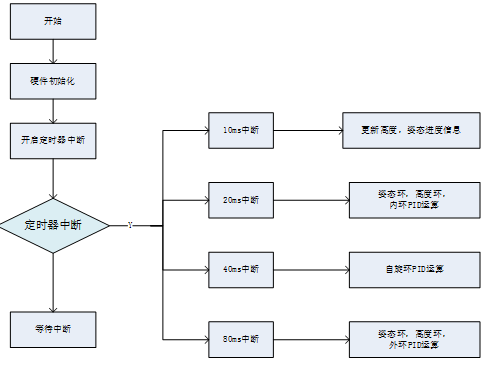 开始
硬件初始化
开启定时器中断
定时器中断
Y
等待中断
10ms中断
更新高度，姿态进度信息
20ms中断
姿态环，高度环，
内环PID运算
40ms中断
自旋环PID运算
80ms中断
姿态环，高度环，
外环PID运算